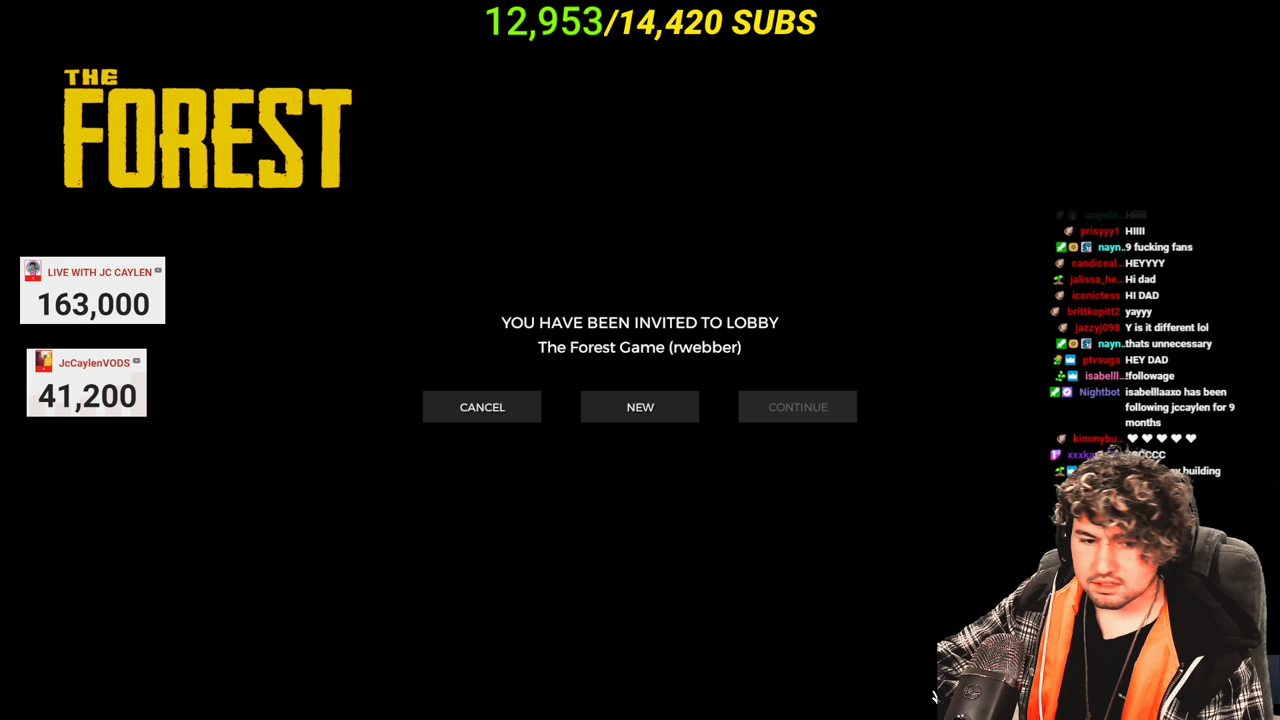 12,953/14,420 SUBS
THE
FOREST
LIVE WITH JC CAYLEN
163,000
JcCaylenVODS
41,200
YOU HAVE BEEN INVITED TO LOBBY
The Forest Game (rwebber)
CANCEL
NEW
CONTINUE
angelic... Hiiiii
prisyyy1 HIIII
nayn.. 9 fucking fans
candiceal... HEYYYY
jalissa_he... Hi dad
iconictess HI DAD
brittkopitt2 yayyy
jazzyj098 Y is it different lol
nayn.. thats unnecessary
ptvsuga HEY DAD
isabelll... !followage
Nightbot isabelllaaxo has been
following jccaylen for 9
months
kimmybu... ♥ ♥ ♥ ♥ ♥
building